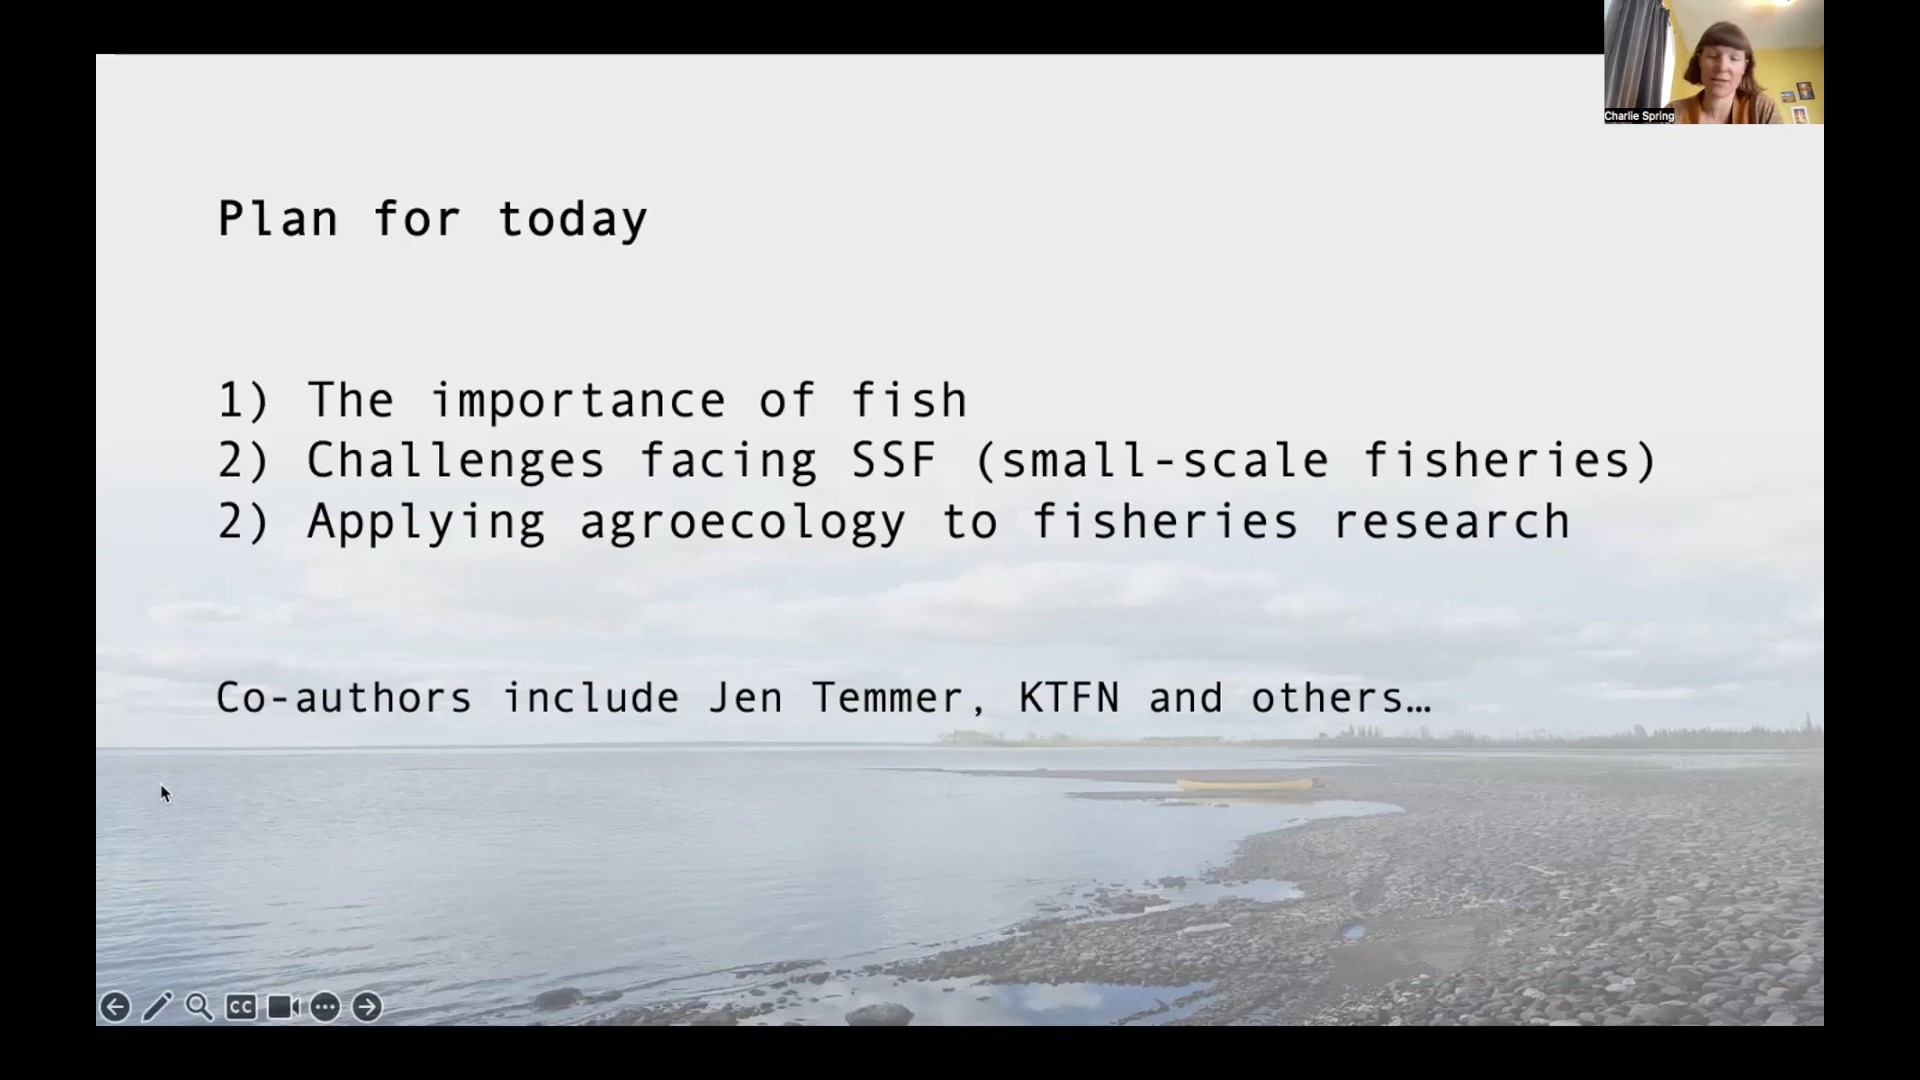 Charlie Spring
Plan for today
1) The importance of fish
2) Challenges facing SSF (small-scale fisheries)
2) Applying agroecology to fisheries research
Co-authors include Jen Temmer, KTFN and others…
CC